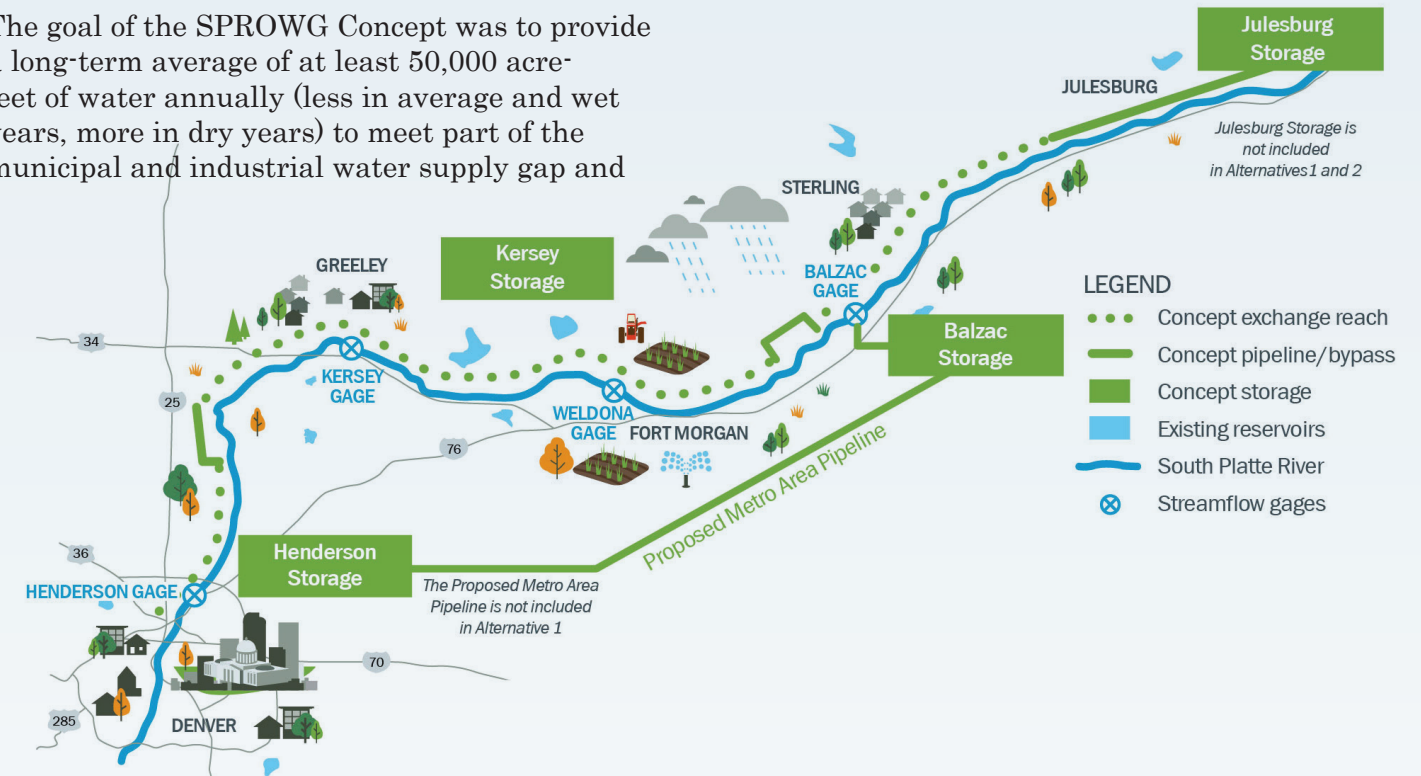 The goal of the SPROWG Concept was to provide
long-term average of at least 50,000 acre-
feet of water annually (less in average and wet
years, more in dry years) to meet part of the
municipal and industrial water supply gap and
Julesburg
Storage
JULESBURG
Julesburg Storage is
not included
in Alternatives1 and 2
STERLING
Kersey
Storage
GREELEY
BALZAC
GAGE
Balzac
Storage
34
KERSEY
GAGE
25
WELDONA
GAGE
FORT MORGAN
76
Proposed Metro Area Pipeline
36
Henderson
Storage
The Proposed Metro Area
Pipeline is not included
in Alternative 1
HENDERSON GAGE
70
285
DENVER
LEGEND
Concept exchange reach
Concept pipeline/bypass
Concept storage
Existing reservoirs
South Platte River
Streamflow gages